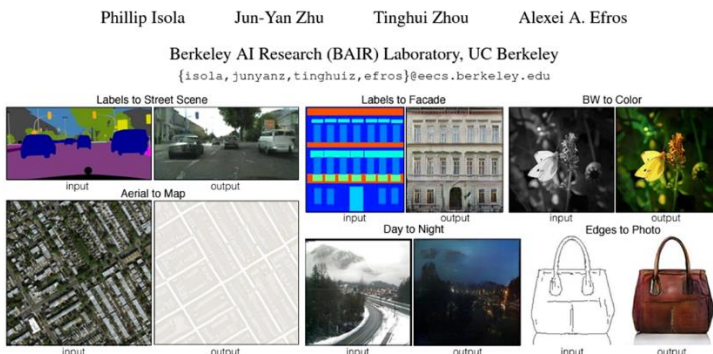 Phillip Isola Jun-Yan Zhu Tinghui Zhou Alexei A. Efros
Berkeley AI Research (BAIR) Laboratory, UC Berkeley
{isola,junyanz,tinghuiz,efros}@eecs.berkeley.edu
Labels to Street Scene
input output
Aerial to Map
input output
Labels to Facade
input output
Day to Night
input output
BW to Color
input output
Edges to Photo
input output